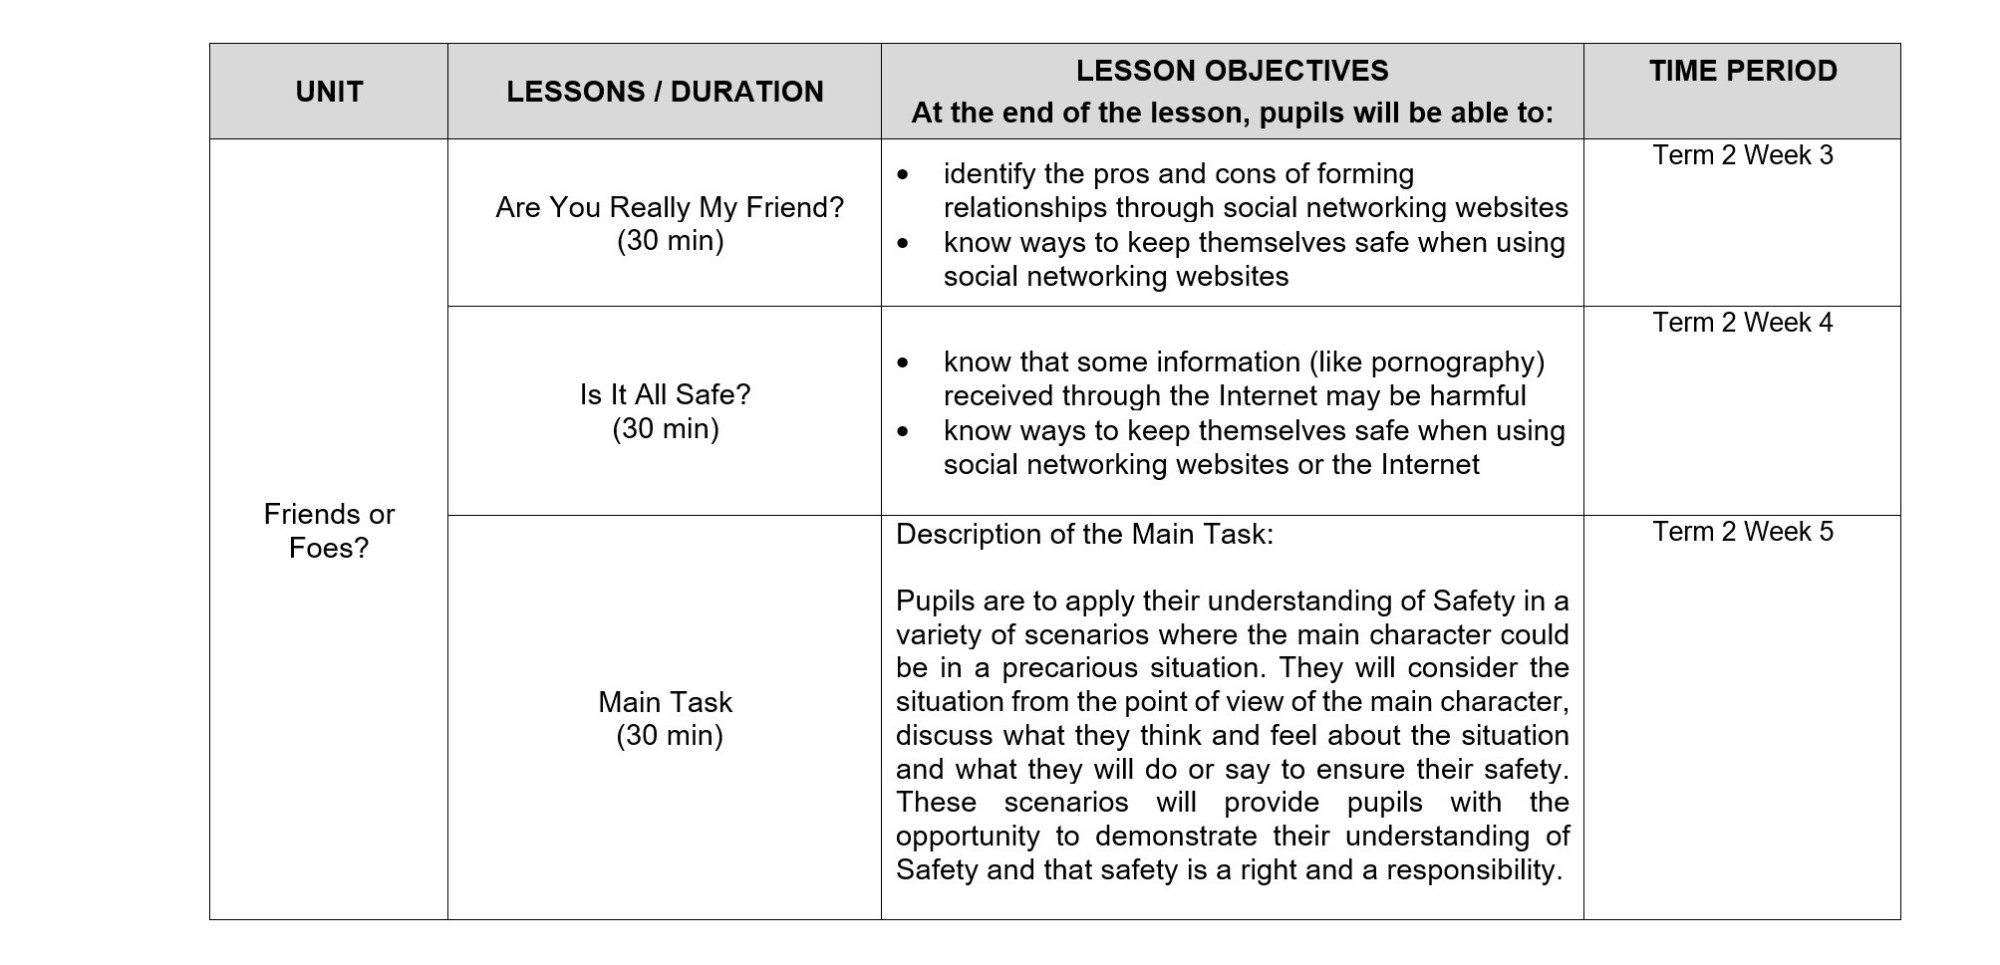 UNIT
LESSONS / DURATION
LESSON OBJECTIVES
At the end of the lesson, pupils will be able to:
TIME PERIOD
Friends or
Foes?
Are You Really My Friend?
(30 min)
• identify the pros and cons of forming
relationships through social networking websites
• know ways to keep themselves safe when using
social networking websites
Term 2 Week 3
Is It All Safe?
(30 min)
• know that some information (like pornography)
received through the Internet may be harmful
• know ways to keep themselves safe when using
social networking websites or the Internet
Term 2 Week 4
Main Task
(30 min)
Description of the Main Task:
Pupils are to apply their understanding of Safety in a
variety of scenarios where the main character could
be in a precarious situation. They will consider the
situation from the point of view of the main character,
discuss what they think and feel about the situation
and what they will do or say to ensure their safety.
These scenarios will provide pupils with the
opportunity to demonstrate their understanding of
Safety and that safety is a right and a responsibility.
Term 2 Week 5